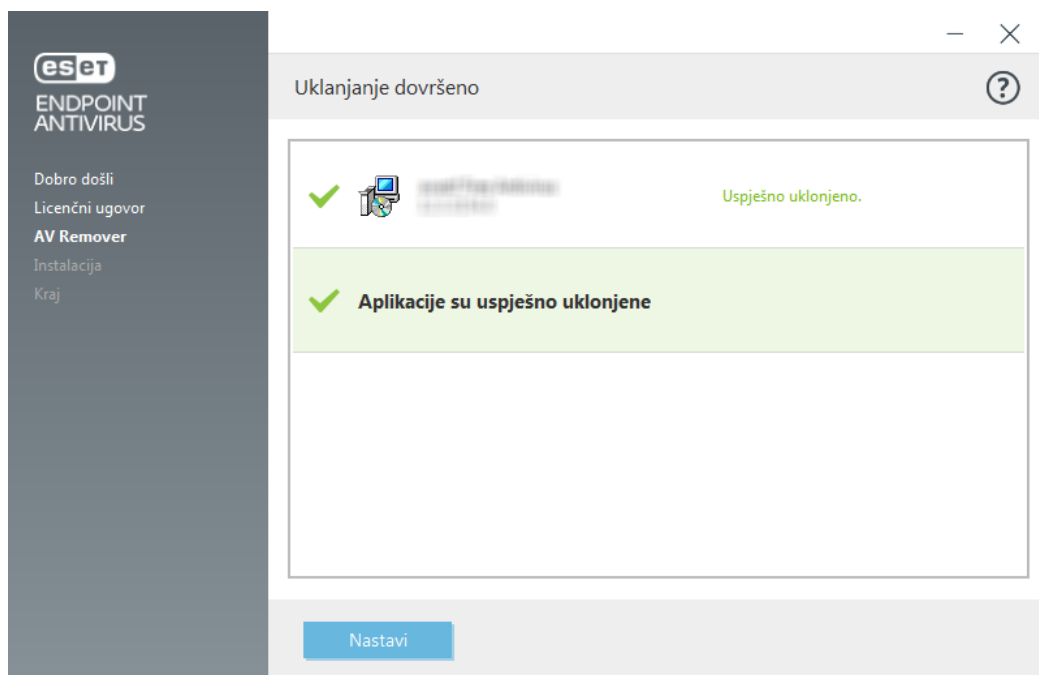 eset
ENDPOINT
ANTIVIRUS
Dobro došli
Licenčni ugovor
AV Remover
Instalacija
Kraj
Uklanjanje dovršeno
?
Uspješno uklonjeno.
Aplikacije su uspješno uklonjene
Nastavi